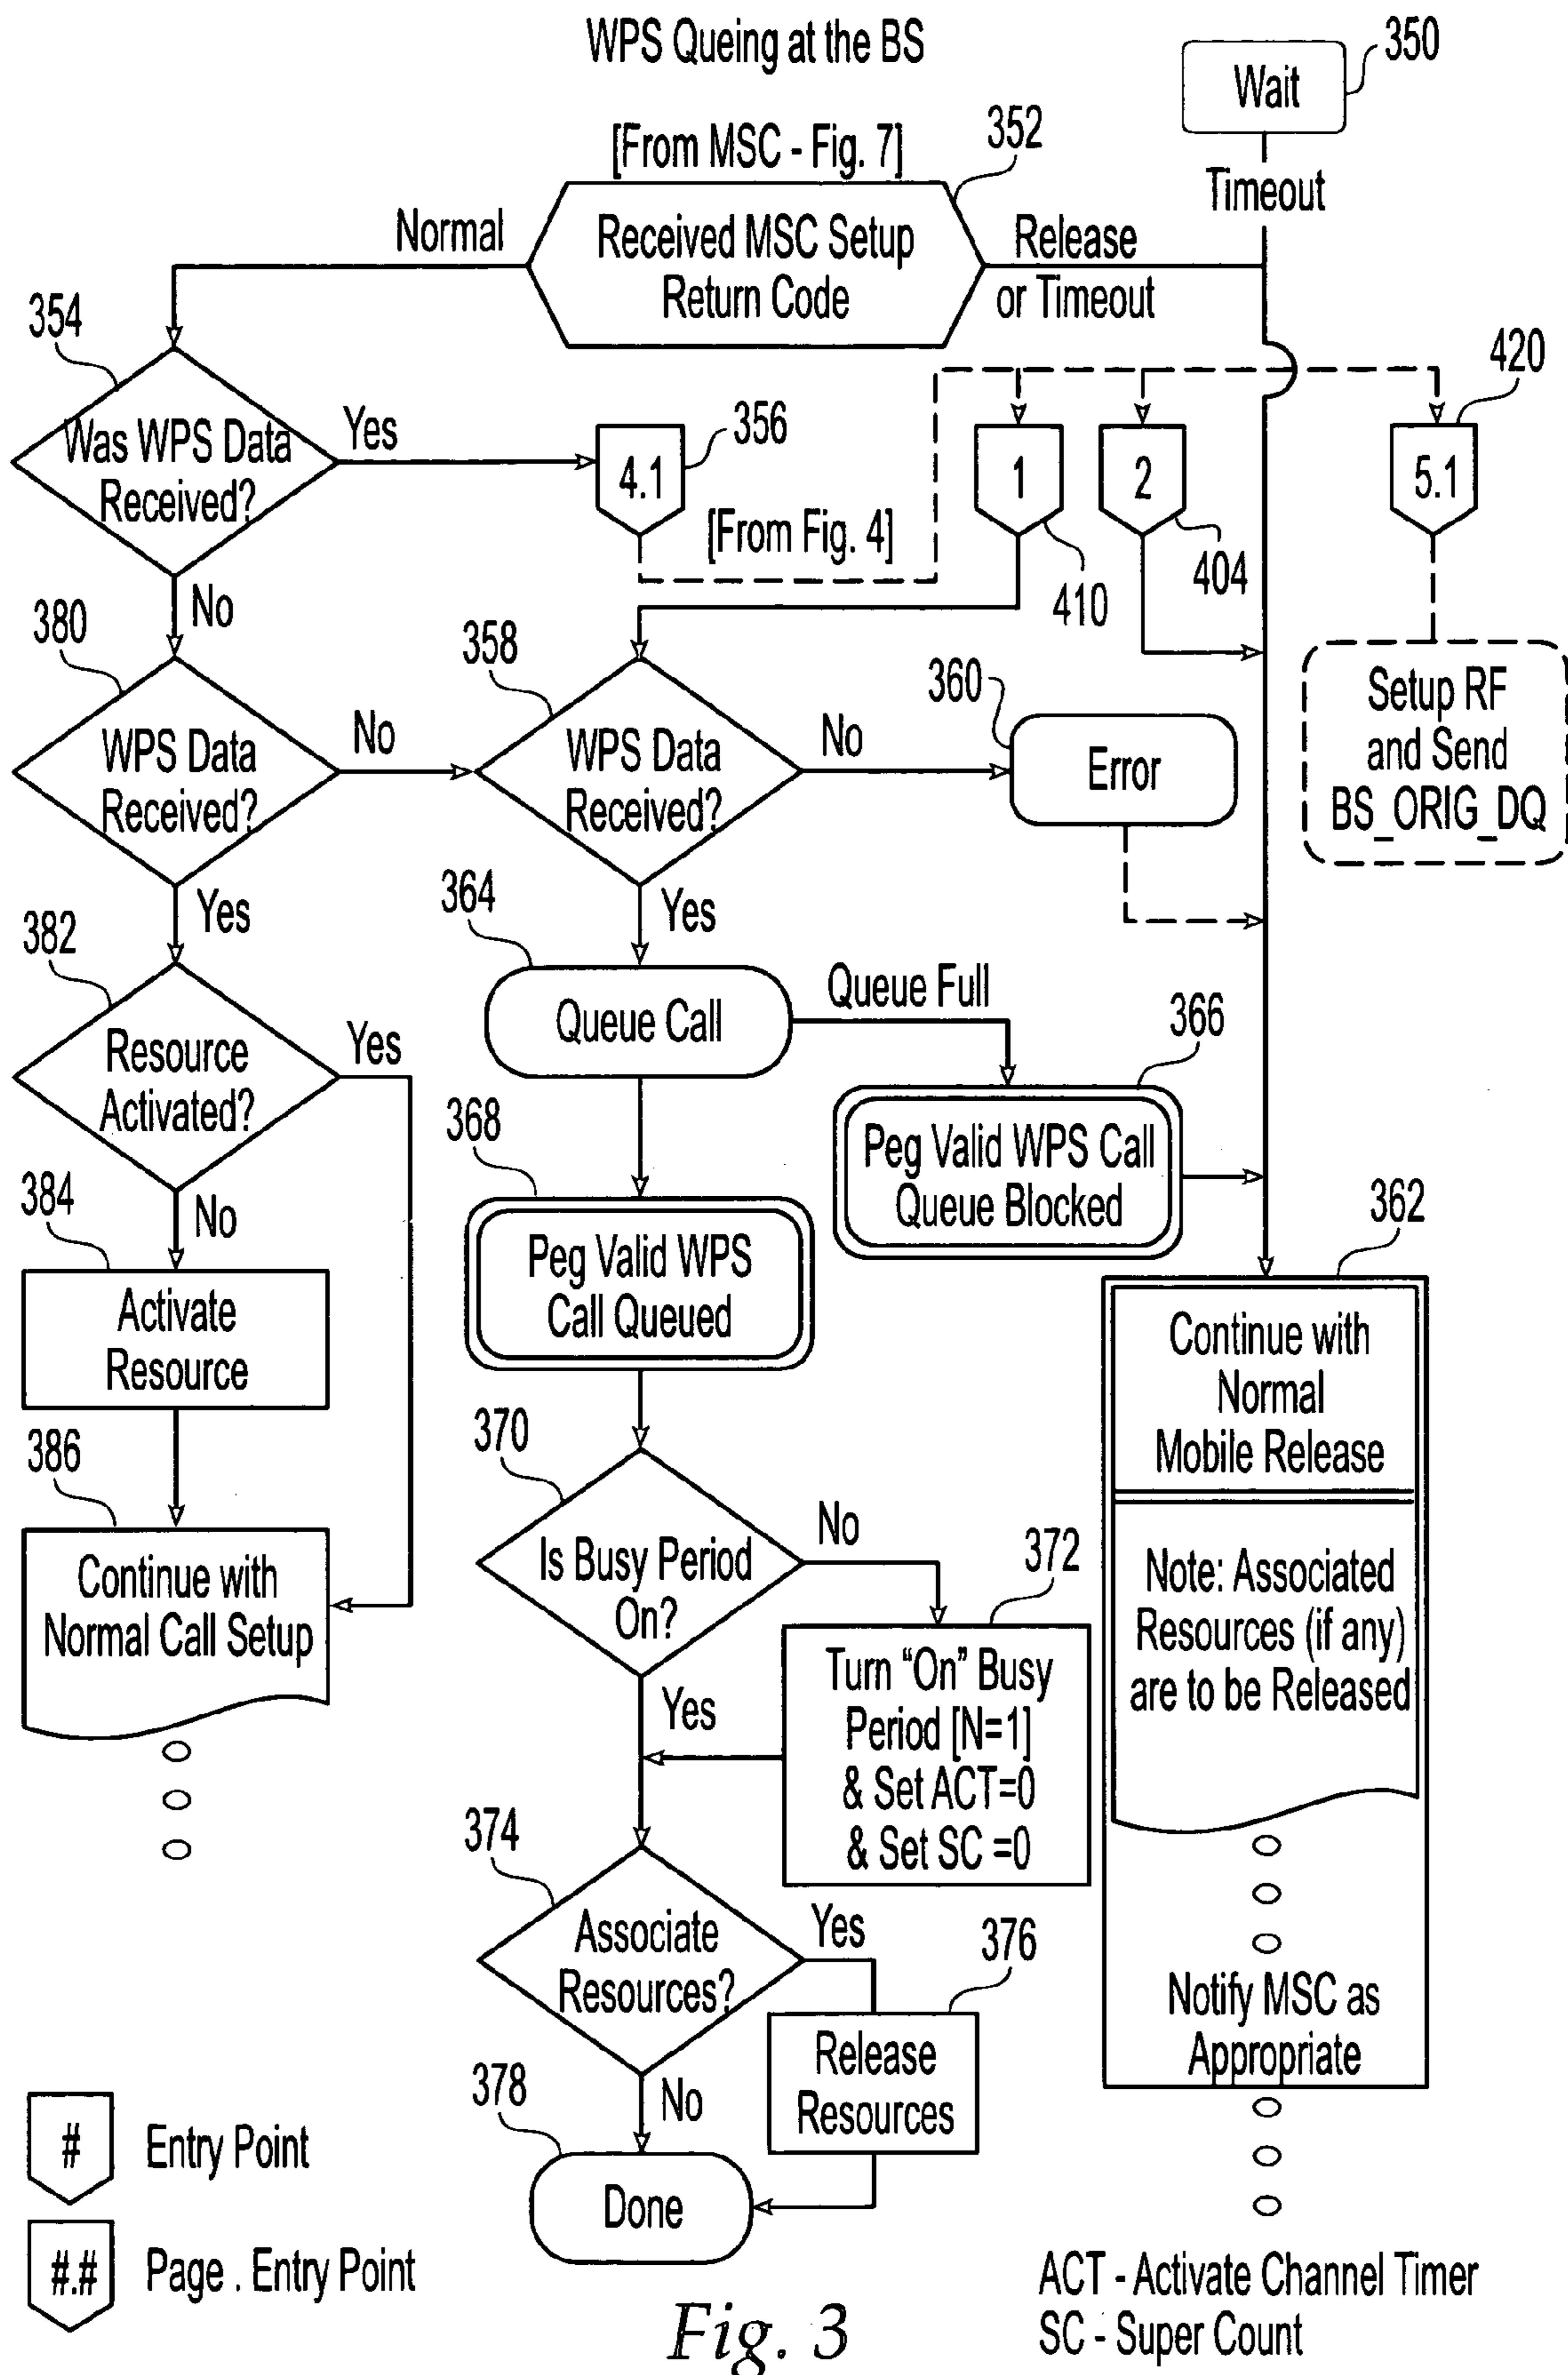 WPS Queing at the BS
350
Wait
[From MSC - Fig. 7]
352
Timeout
Normal
Received MSC Setup
Return Code
Release
or Timeout
354
Was WPS Data
Received?
Yes
4.1
356
[From Fig. 4]
1
410
2
404
420
5.1
No
380
WPS Data
Received?
No
358
WPS Data
Received?
No
360
Error
Setup RF
and Send
BS_ORIG_DQ
Yes
382
Resource
Activated?
Yes
Yes
364
Queue Call
Queue Full
366
Peg Valid WPS Call
Queue Blocked
No
384
Activate
Resource
368
Peg Valid WPS
Call Queued
362
Continue with
Normal
Mobile Release
386
Continue with
Normal Call Setup
370
Is Busy Period
On?
No
372
Turn “On” Busy
Period [N=1]
& Set ACT=0
& Set SC =0
Note: Associated
Resources (if any)
are to be Released
Yes
374
Associate
Resources?
Yes
376
Release
Resources
Notify MSC as
Appropriate
No
378
Done
# Entry Point
#.# Page . Entry Point
ACT - Activate Channel Timer
SC - Super Count
Fig. 3